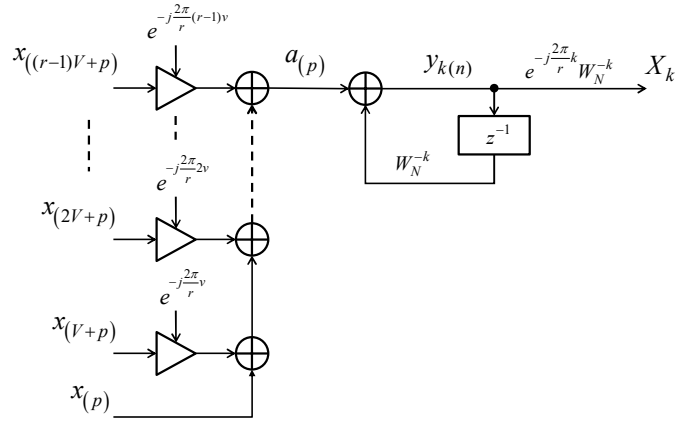 e^{-j\frac{2\pi}{r}(r-1)v}
x_{((r-1)V+p)}
a_{(p)}
y_{k(n)}
e^{-j\frac{2\pi}{r}k} W_N^{-k}
X_k
z^{-1}
W_N^{-k}
e^{-j\frac{2\pi}{r}2v}
x_{(2V+p)}
e^{-j\frac{2\pi}{r}v}
x_{(V+p)}
x_{(p)}